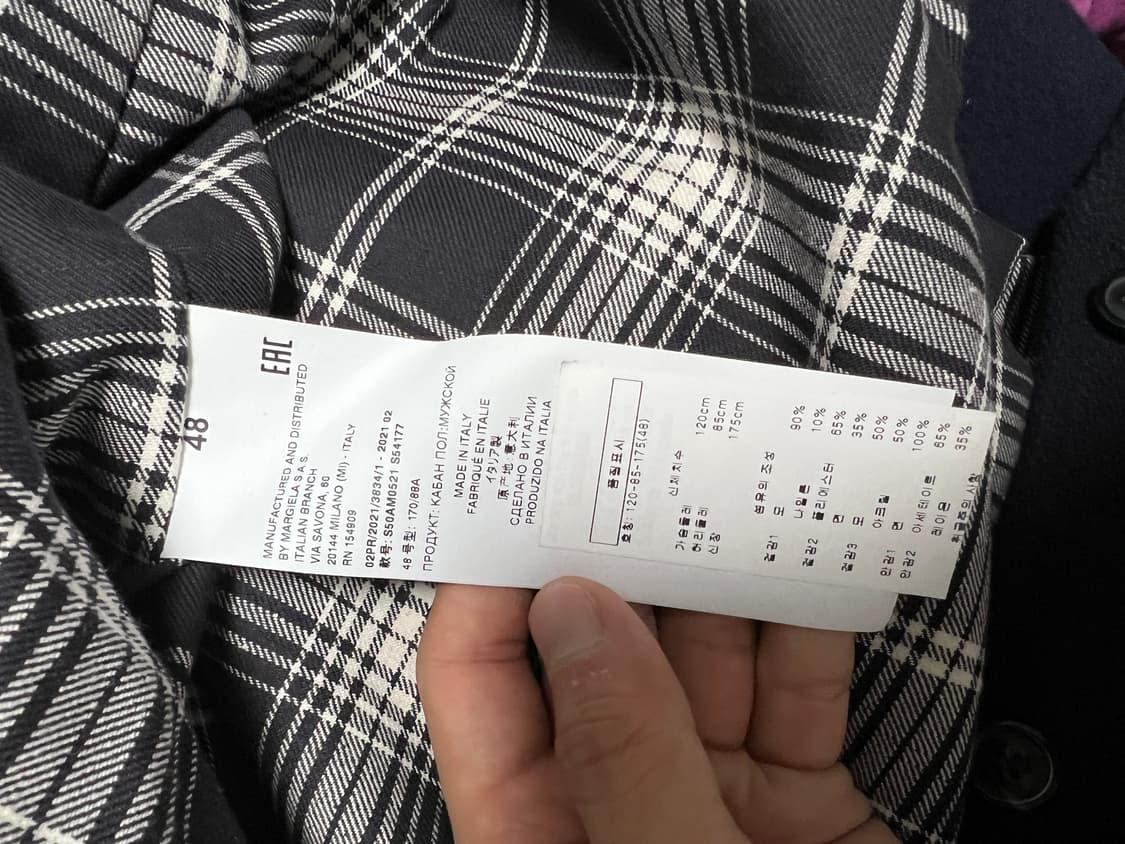 48
EAC
MANUFACTURED AND DISTRIBUTED
BY MARGIELA S.A.S.
ITALIAN BRANCH
VIA SAVONA, 60
20144 MILANO (MI) - ITALY
RN 154909
02PR/2021/3834/1 - 2021 02
款号: S50AM0521 S54177
48 号型: 170/88A
ПРОДУКТ: КАБАН ПОЛ:МУЖСКОЙ
MADE IN ITALY
FABRIQUÉ EN ITALIE
イタリア製
原产地:意大利
СДЕЛАНО В ИТАЛИИ
PRODUZIDO NA ITALIA
품질표시
호칭: 120-85-175(48)
신체치수
가슴둘레 120cm
허리둘레 85cm
신장 175cm
섬유의 조성
겉감1 모 90%
나일론 10%
겉감2 폴리에스터 65%
면 35%
겉감3 모 50%
아크릴 50%
안감1 면 100%
안감2 아세테이트 65%
레이온 35%